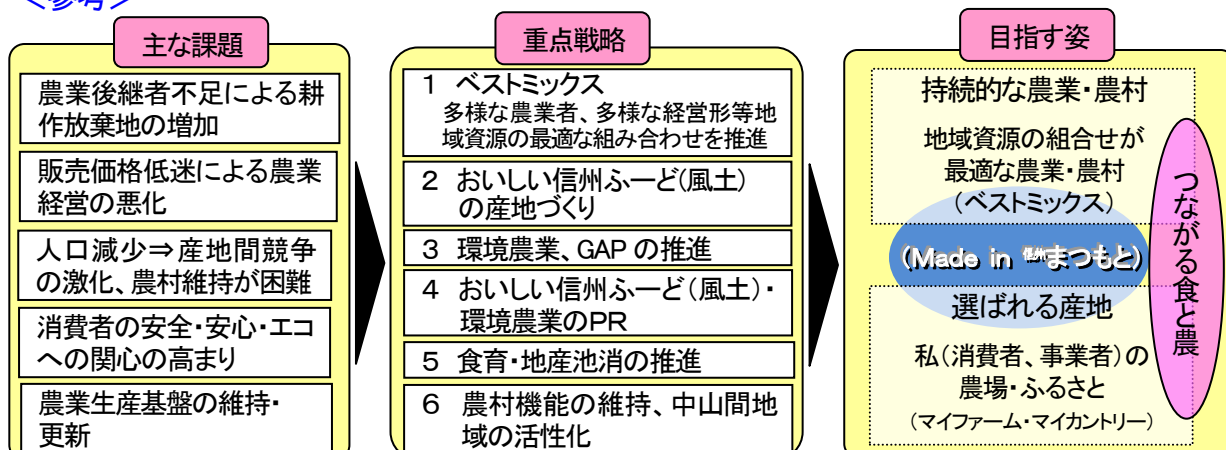 <参考>
主な課題
農業後継者不足による耕
作放棄地の増加
販売価格低迷による農業
経営の悪化
人口減少⇒産地間競争
の激化、農村維持が困難
消費者の安全・安心・エコ
への関心の高まり
農業生産基盤の維持・
更新
重点戦略
1 ベストミックス
多様な農業者、多様な経営形等地
域資源の最適な組み合わせを推進
2 おいしい信州ふーど(風土)
の産地づくり
3 環境農業、GAP の推進
4 おいしい信州ふーど(風土)・
環境農業のPR
5 食育・地産池消の推進
6 農村機能の維持、中山間地
域の活性化
目指す姿
持続的な農業・農村
地域資源の組合せが
最適な農業・農村
(ベストミックス)
(Made in 信州まつもと)
選ばれる産地
私(消費者、事業者)の
農場・ふるさと
(マイファーム・マイカントリー)
つながる食と農